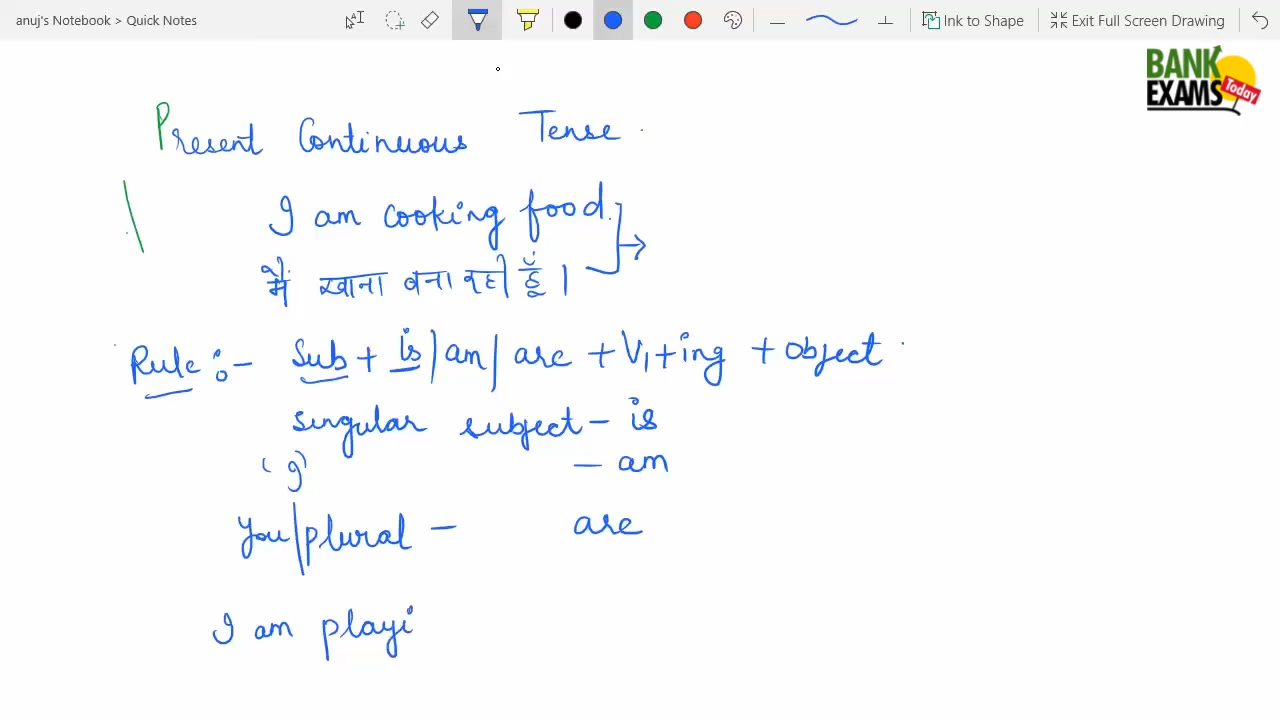 anuj's Notebook > Quick Notes
Ink to Shape
Exit Full Screen Drawing
BANK
EXAMS
Today
Present Continuous Tense
I am cooking food.
मैं खाना बना रही हूँ।
Rule :- Sub + is | am | are + V1 + ing + object
singular subject - is
(I) - am
You | plural - are
I am playi